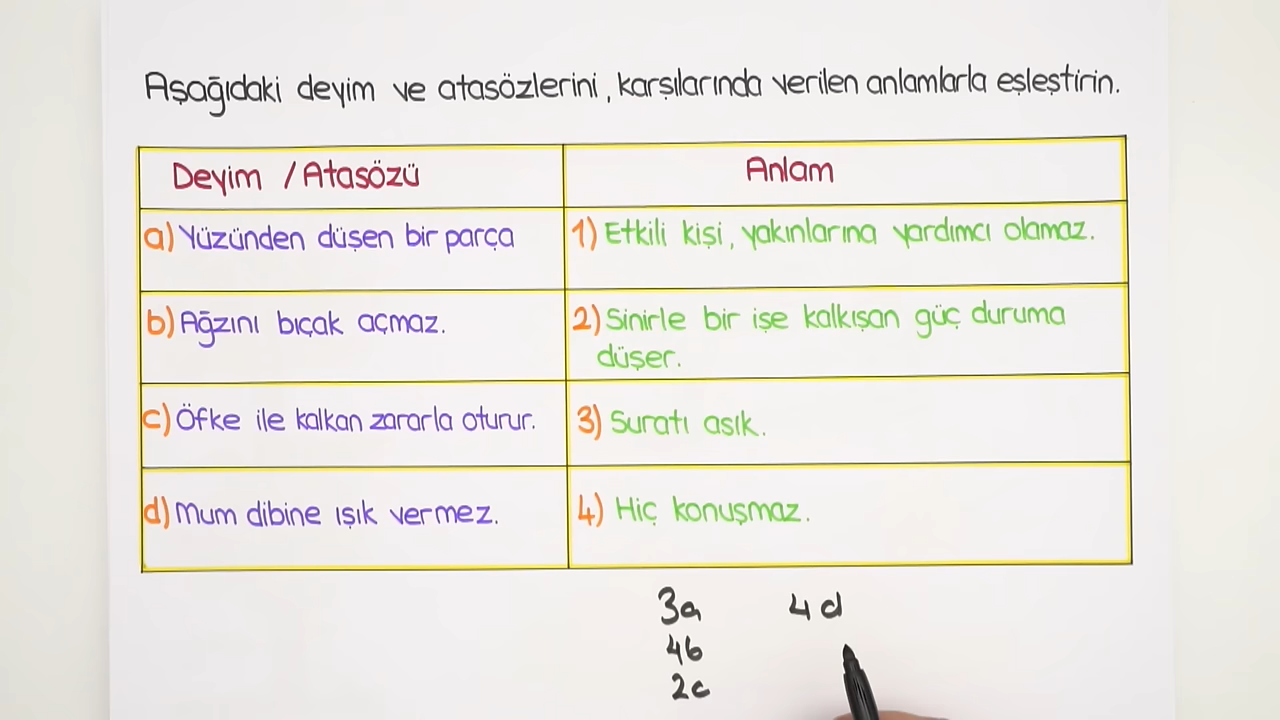 Aşağıdaki deyim ve atasözlerini, karşılarında verilen anlamlarla eşleştirin.
Deyim / Atasözü
Anlam
a) Yüzünden düşen bir parça
1) Etkili kişi, yakınlarına yardımcı olamaz.
b) Ağzını bıçak açmaz.
2) Sinirle bir işe kalkışan güç duruma
düşer.
c) Öfke ile kalkan zararla oturur.
3) Suratı asık.
d) Mum dibine ışık vermez.
4) Hiç konuşmaz.
3a
4d
4b
2c